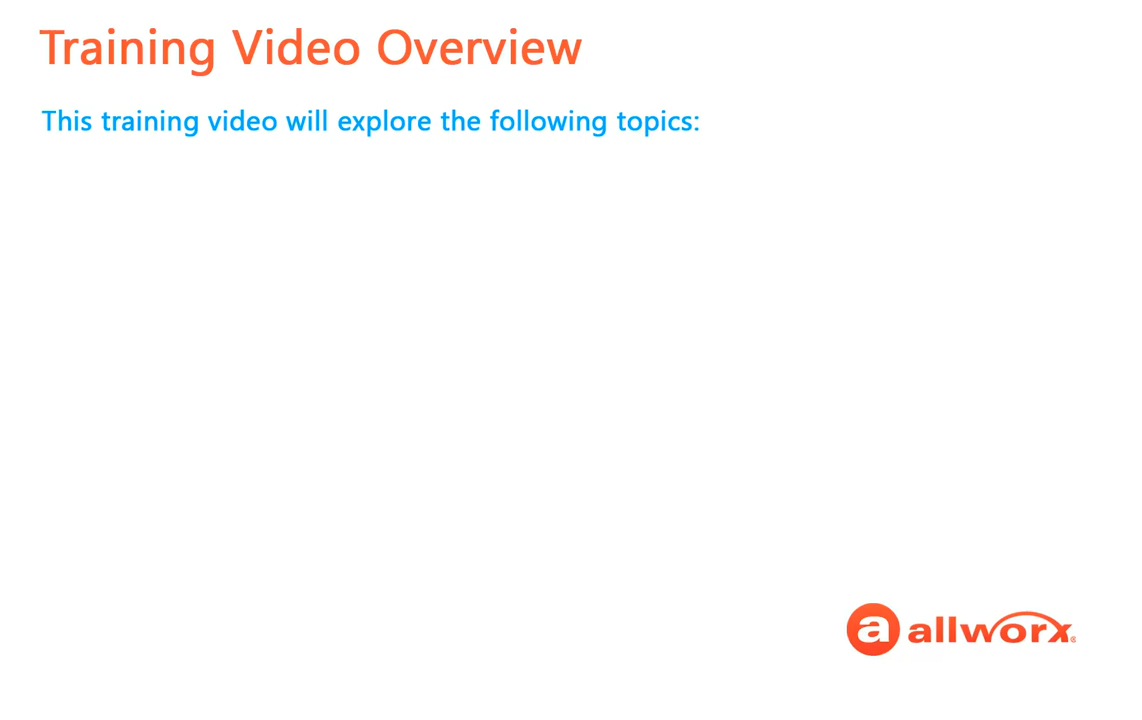 Training Video Overview
This training video will explore the following topics:
a allworx®